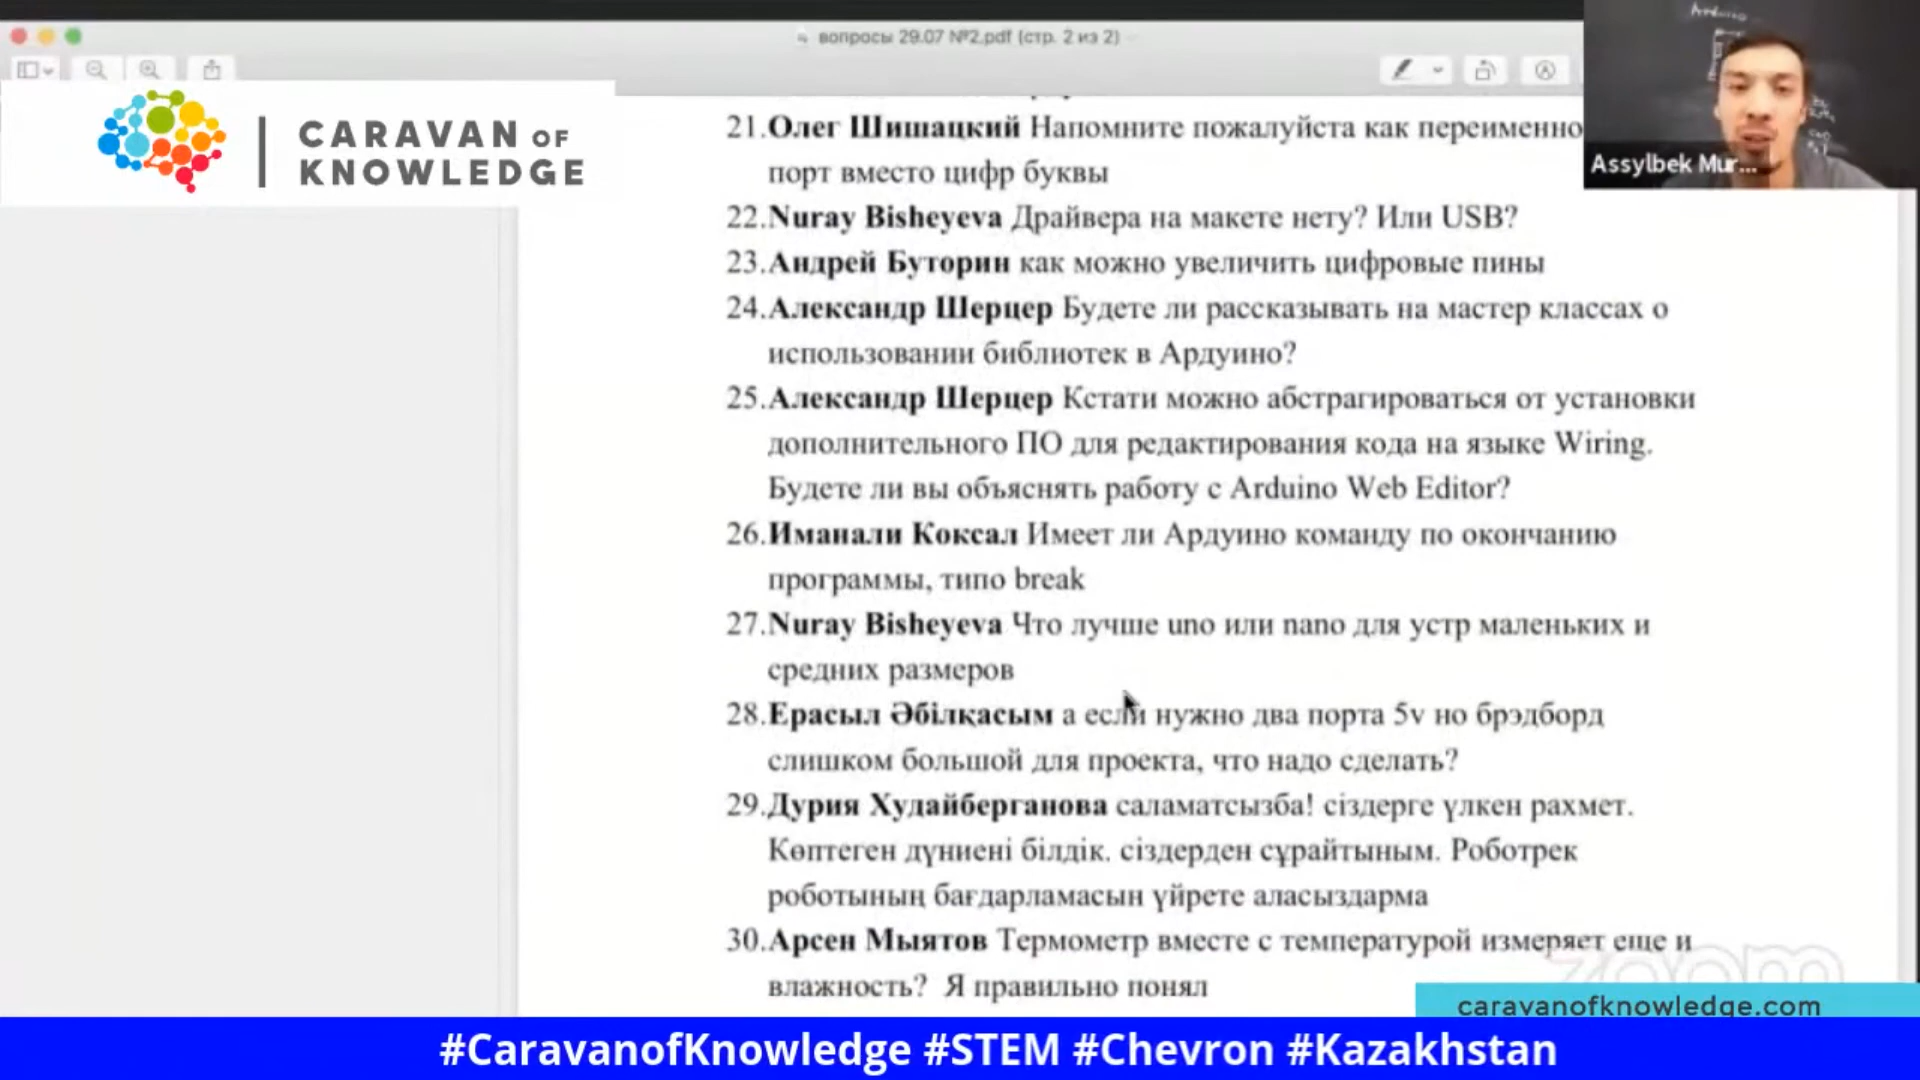 вопросы 29.07 №2.pdf (стр. 2 из 2)
CARAVAN OF
KNOWLEDGE
Assylbek Mur...
21.Олег Шишацкий Напомните пожалуйста как переименно
порт вместо цифр буквы
22.Nuray Bisheyeva Драйвера на макете нету? Или USB?
23.Андрей Буторин как можно увеличить цифровые пины
24.Александр Шерцер Будете ли рассказывать на мастер классах о
использовании библиотек в Ардуино?
25.Александр Шерцер Кстати можно абстрагироваться от установки
дополнительного ПО для редактирования кода на языке Wiring.
Будете ли вы объяснять работу с Arduino Web Editor?
26.Иманали Коксал Имеет ли Ардуино команду по окончанию
программы, типо break
27.Nuray Bisheyeva Что лучше uno или nano для устр маленьких и
средних размеров
28.Ерасыл Әбілқасым а если нужно два порта 5v но брэдборд
слишком большой для проекта, что надо сделать?
29.Дурия Худайберганова саламатсызба! сіздерге үлкен рахмет.
Көптеген дүниені білдік. сіздерден сұрайтыным. Роботрек
роботының бағдарламасын үйрете аласыздарма
30.Арсен Мыятов Термометр вместе с температурой измеряет еще и
влажность? Я правильно понял
zoom
caravanofknowledge.com
#CaravanofKnowledge #STEM #Chevron #Kazakhstan